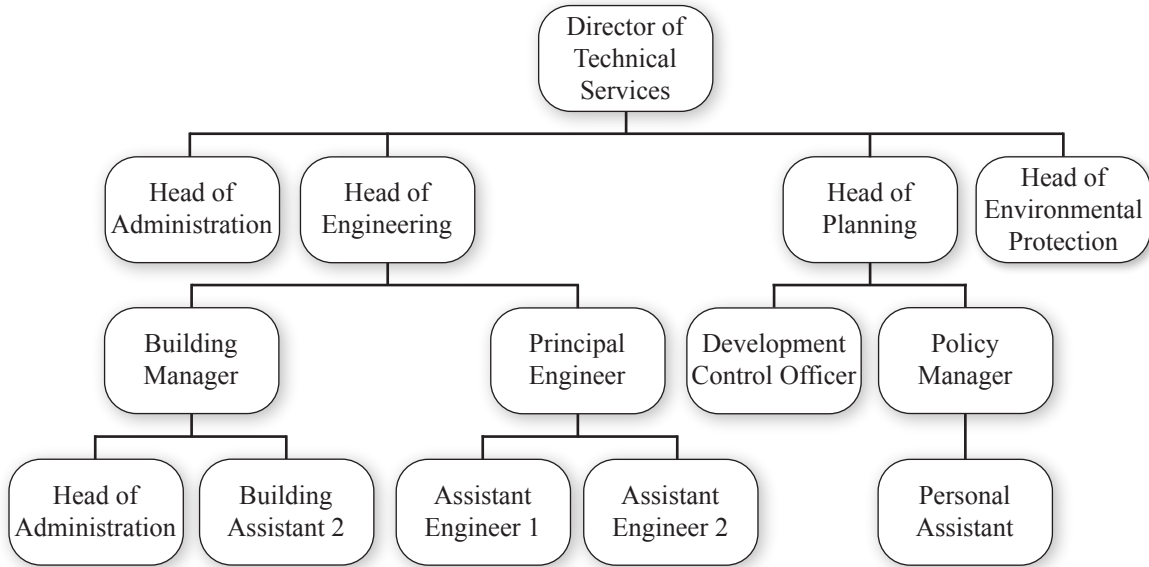 Director of
Technical
Services
Head of
Administration
Head of
Engineering
Head of
Planning
Head of
Environmental
Protection
Building
Manager
Principal
Engineer
Development
Control Officer
Policy
Manager
Head of
Administration
Building
Assistant 2
Assistant
Engineer 1
Assistant
Engineer 2
Personal
Assistant